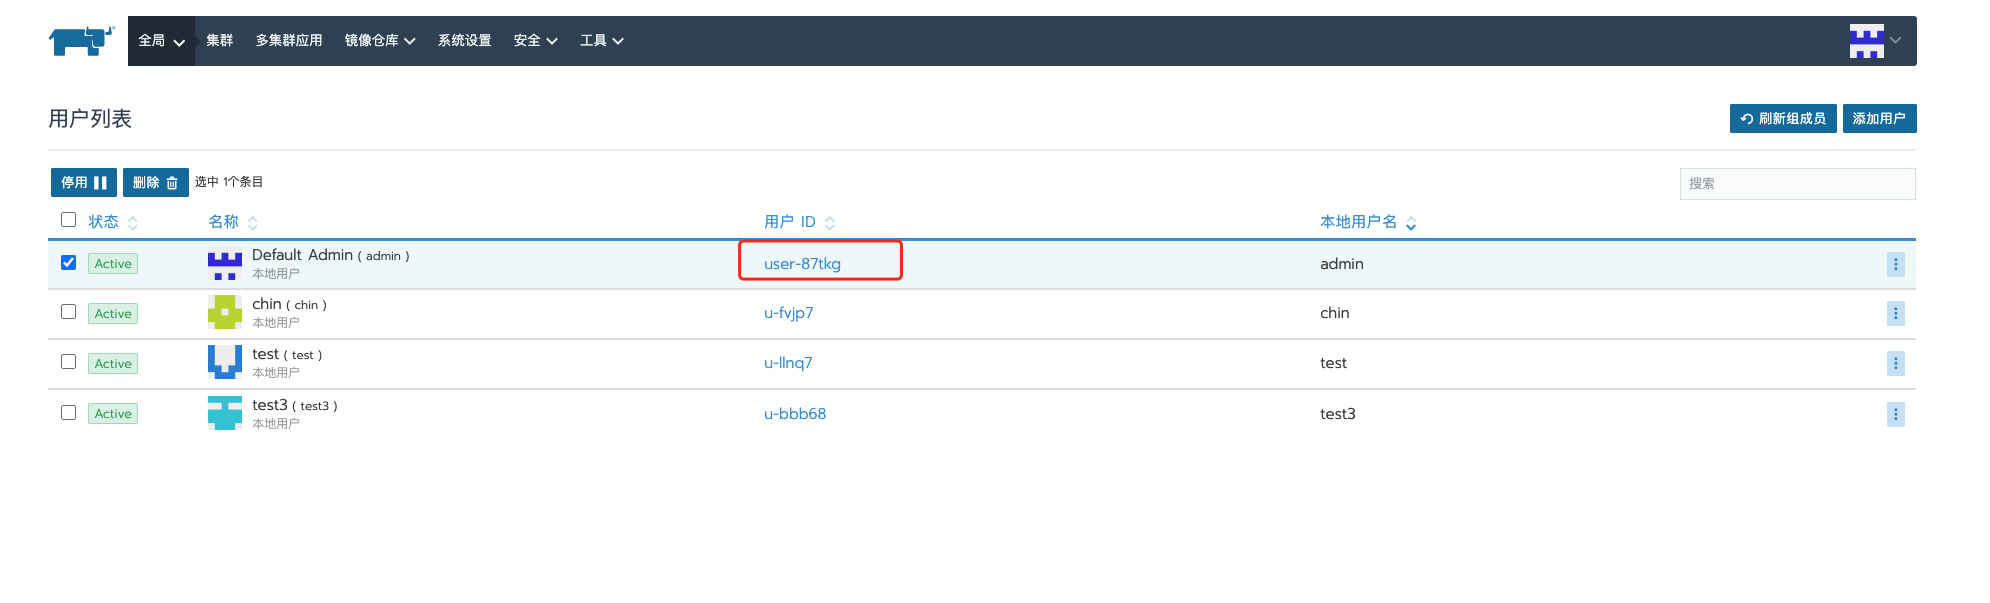 全局 集群 多集群应用 镜像仓库 系统设置 安全 工具
用户列表 刷新组成员 添加用户
停用 删除 选中 1个条目 搜索
状态 名称 用户 ID 本地用户名
Active Default Admin ( admin ) user-87tkg admin
本地用户
Active chin ( chin ) u-fvjp7 chin
本地用户
Active test ( test ) u-llnq7 test
本地用户
Active test3 ( test3 ) u-bbb68 test3
本地用户